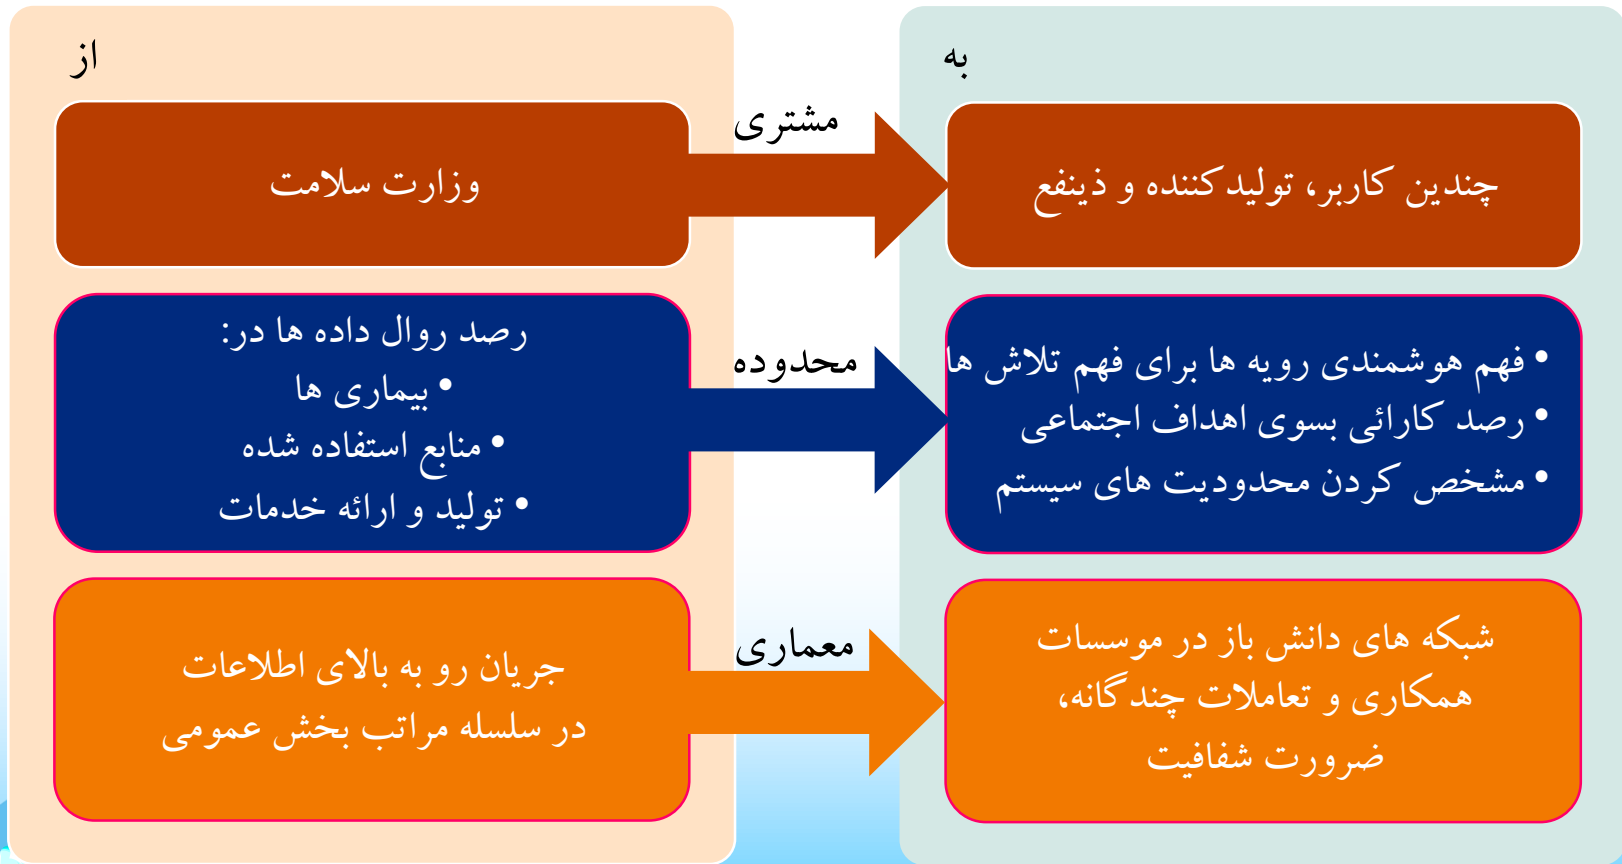 از
به
وزارت سلامت
مشتری
چندین کاربر، تولیدکننده و ذینفع
رصد روال داده ها در:
• بیماری ها
• منابع استفاده شده
• تولید و ارائه خدمات
محدوده
• فهم هوشمندی رویه ها برای فهم تلاش ها
• رصد کارائی بسوی اهداف اجتماعی
• مشخص کردن محدودیت های سیستم
جریان رو به بالای اطلاعات
در سلسله مراتب بخش عمومی
معماری
شبکه های دانش باز در موسسات
همکاری و تعاملات چندگانه،
ضرورت شفافیت